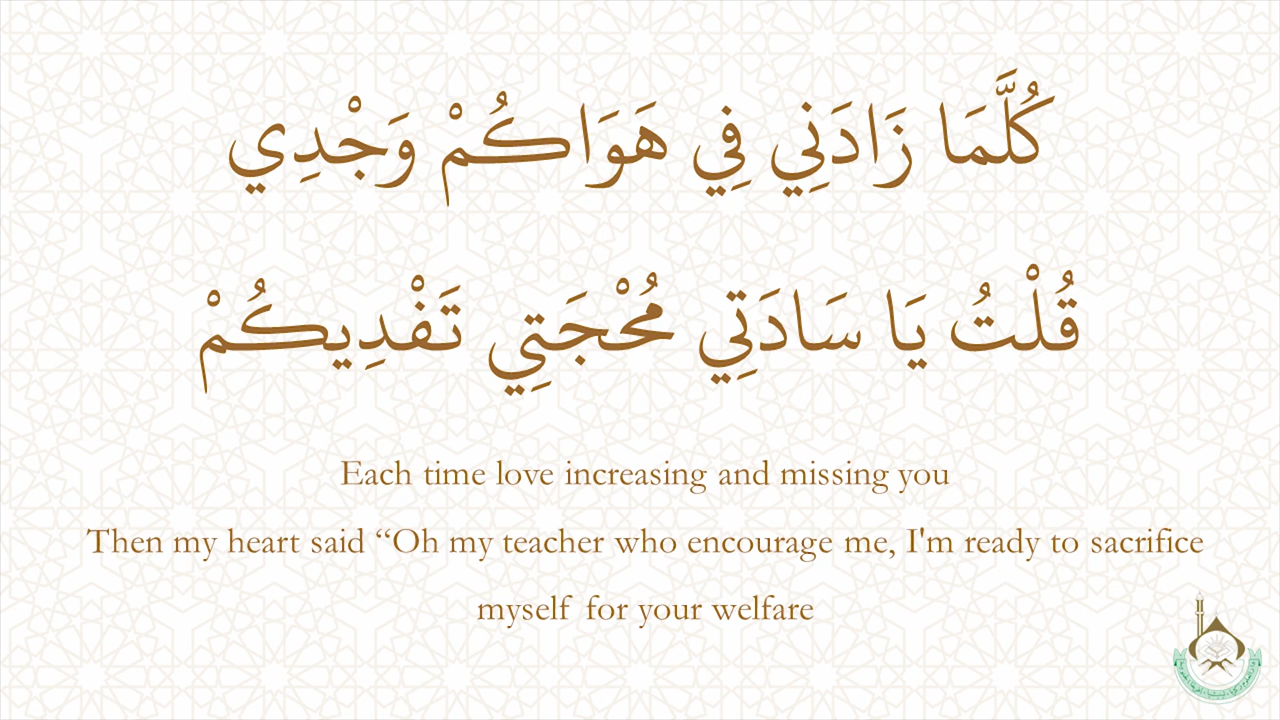 كُلَّمَا زَادَنِي فِي هَوَاكُمْ وَجْدِي
قُلْتُ يَا سَادَتِي مُحْجَتِي تَفْدِيكُمْ
Each time love increasing and missing you
Then my heart said “Oh my teacher who encourage me, I'm ready to sacrifice
myself for your welfare